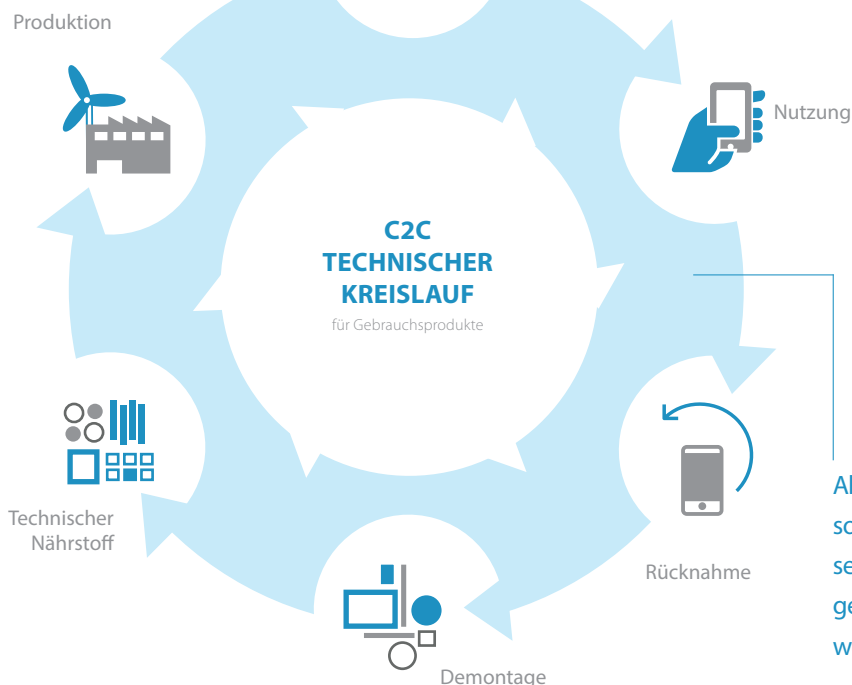 Produktion
Nutzung
C2C
TECHNISCHER
KREISLAUF
für Gebrauchsprodukte
Technischer
Nährstoff
Rücknahme
Demontage